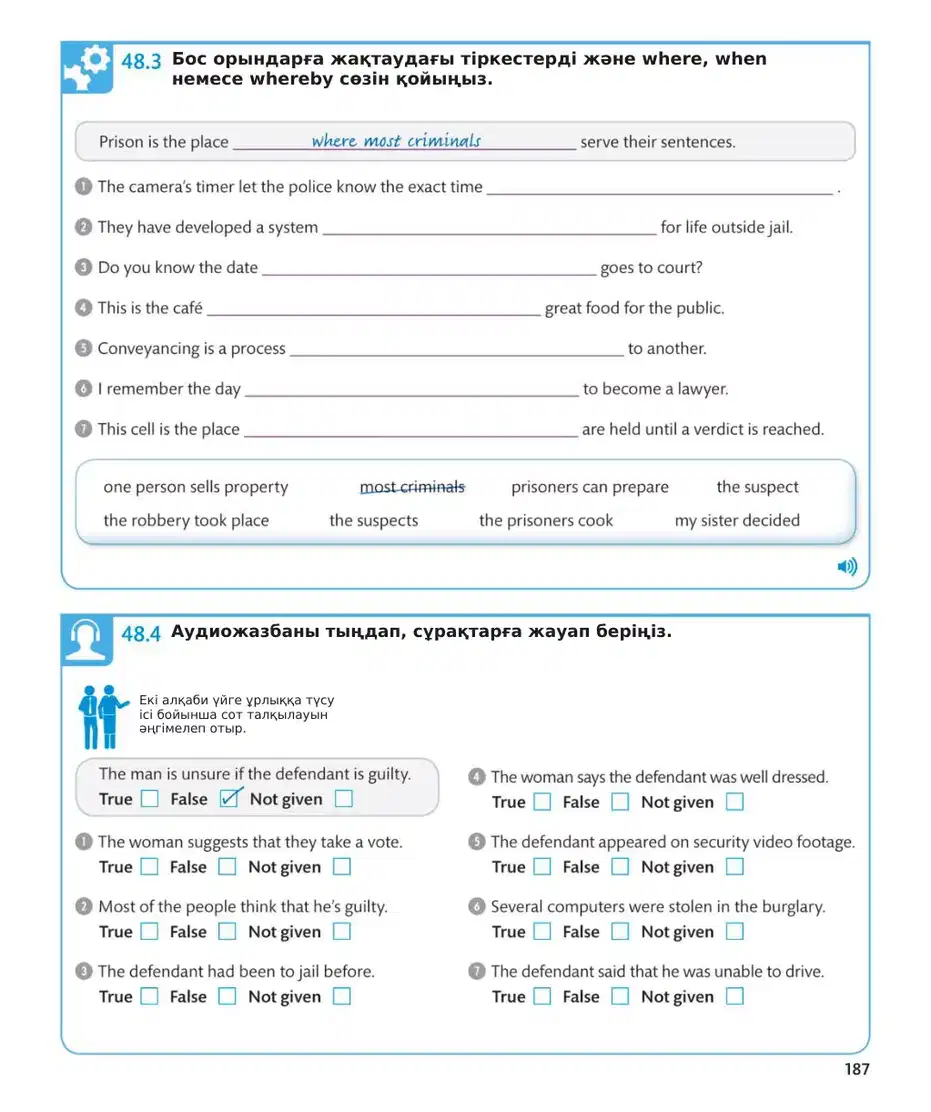 48.3 Бос орындарға жақтаудағы тіркестерді және where, when
немесе whereby сөзін қойыңыз.
Prison is the place where most criminals serve their sentences.
1 The camera's timer let the police know the exact time ____ .
2 They have developed a system ____ for life outside jail.
3 Do you know the date ____ goes to court?
4 This is the café ____ great food for the public.
5 Conveyancing is a process ____ to another.
6 I remember the day ____ to become a lawyer.
7 This cell is the place ____ are held until a verdict is reached.
one person sells property most criminals prisoners can prepare the suspect
the robbery took place the suspects the prisoners cook my sister decided
48.4 Аудиожазбаны тыңдап, сұрақтарға жауап беріңіз.
Екі алқаби үйге ұрлыққа түсу
ісі бойынша сот талқылауын
әңгімелеп отыр.
The man is unsure if the defendant is guilty.
True False Not given
1 The woman suggests that they take a vote.
True False Not given
2 Most of the people think that he's guilty.
True False Not given
3 The defendant had been to jail before.
True False Not given
4 The woman says the defendant was well dressed.
True False Not given
5 The defendant appeared on security video footage.
True False Not given
6 Several computers were stolen in the burglary.
True False Not given
7 The defendant said that he was unable to drive.
True False Not given
187